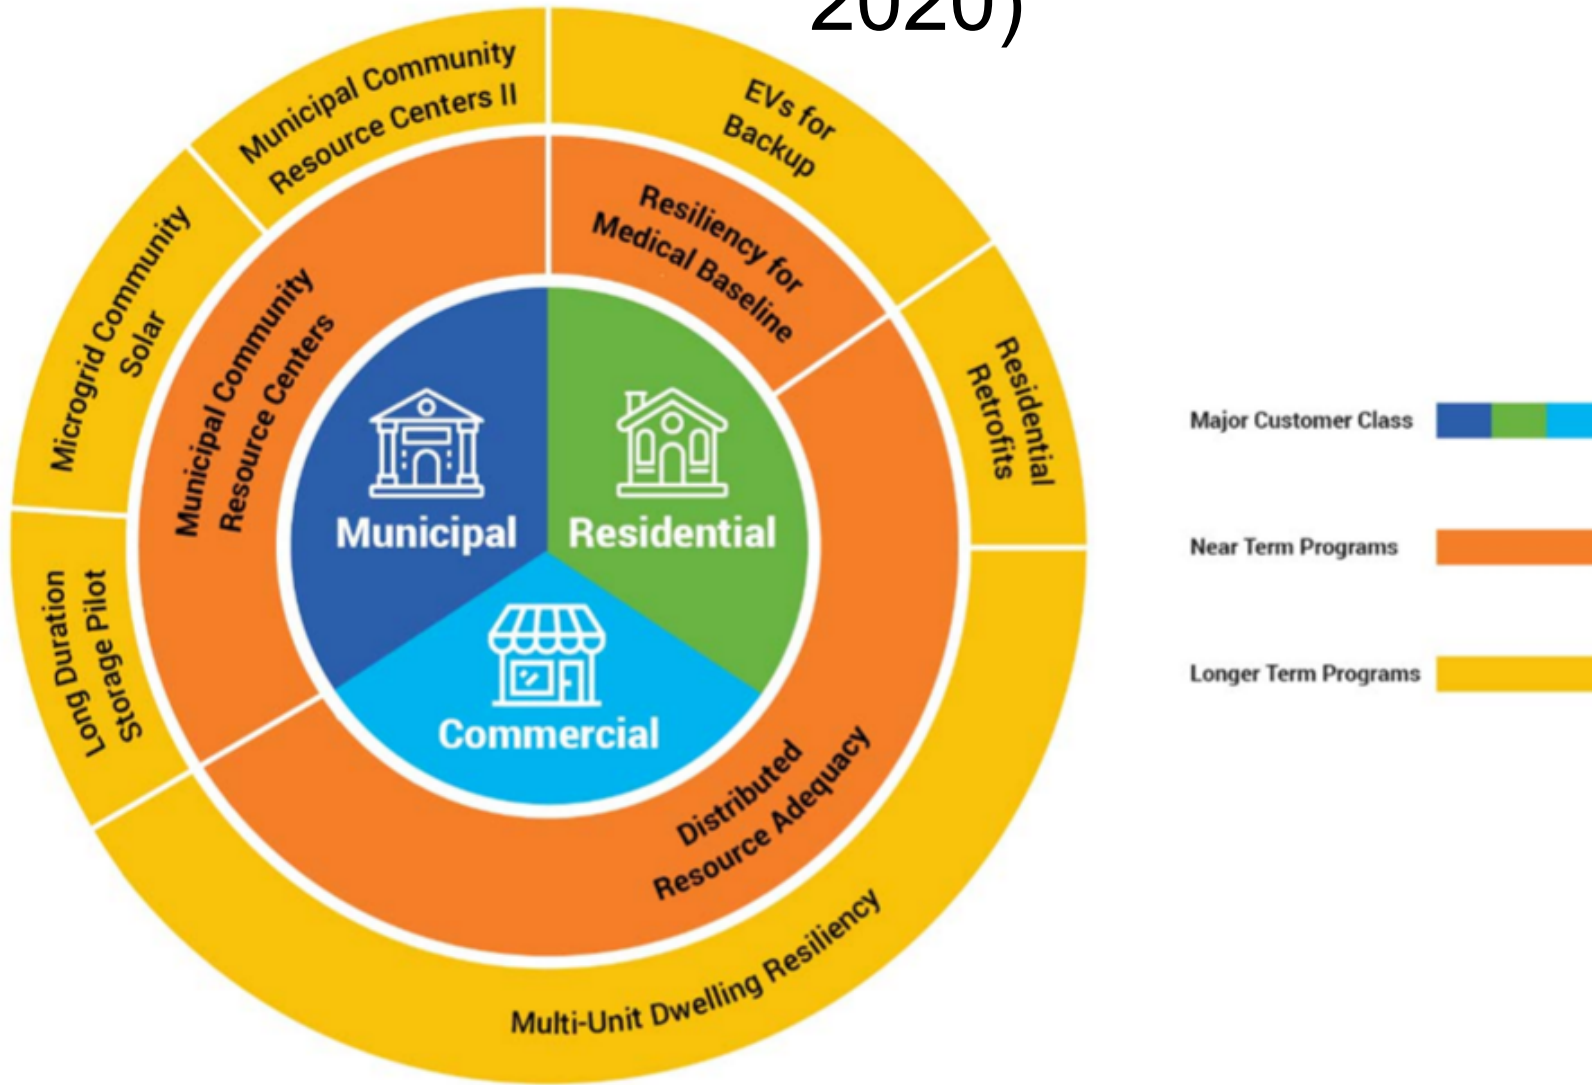 2020)
Municipal Community
Resource Centers II
EVs for
Backup
Microgrid Community
Solar
Residential
Retrofits
Long Duration
Storage Pilot
Multi-Unit Dwelling Resiliency
Municipal Community
Resource Centers
Resiliency for
Medical Baseline
Distributed
Resource Adequacy
Municipal
Residential
Commercial
Major Customer Class
Near Term Programs
Longer Term Programs